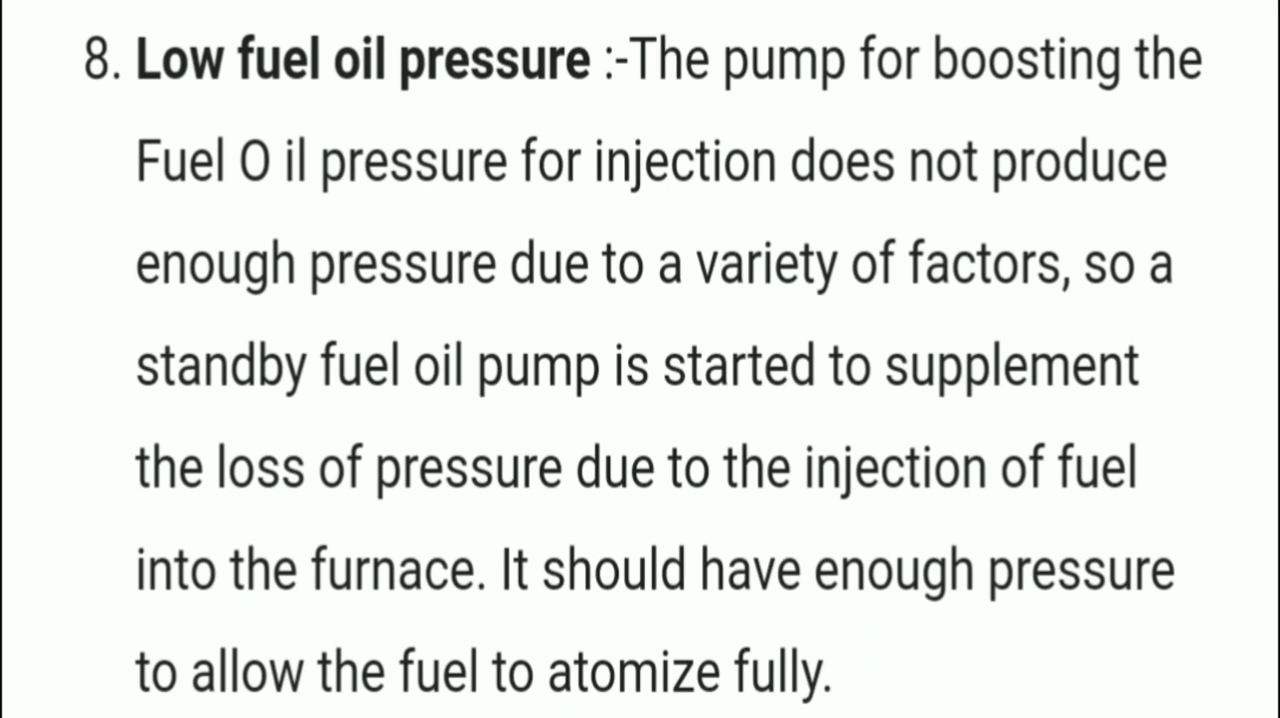 8. Low fuel oil pressure :-The pump for boosting the
Fuel O il pressure for injection does not produce
enough pressure due to a variety of factors, so a
standby fuel oil pump is started to supplement
the loss of pressure due to the injection of fuel
into the furnace. It should have enough pressure
to allow the fuel to atomize fully.